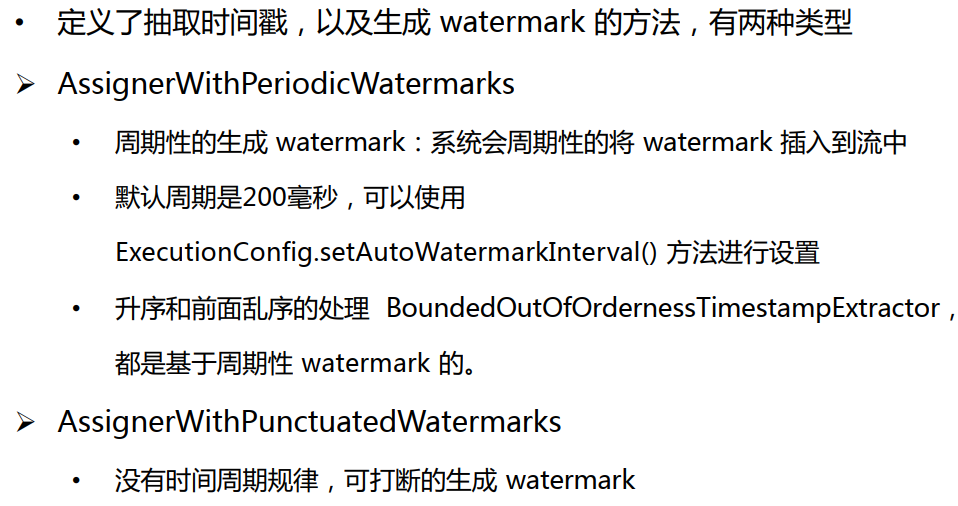 • 定义了抽取时间戳，以及生成 watermark 的方法，有两种类型
➢ AssignerWithPeriodicWatermarks
• 周期性的生成 watermark：系统会周期性的将 watermark 插入到流中
• 默认周期是200毫秒，可以使用
ExecutionConfig.setAutoWatermarkInterval() 方法进行设置
• 升序和前面乱序的处理 BoundedOutOfOrdernessTimestampExtractor，
都是基于周期性 watermark 的。
➢ AssignerWithPunctuatedWatermarks
• 没有时间周期规律，可打断的生成 watermark